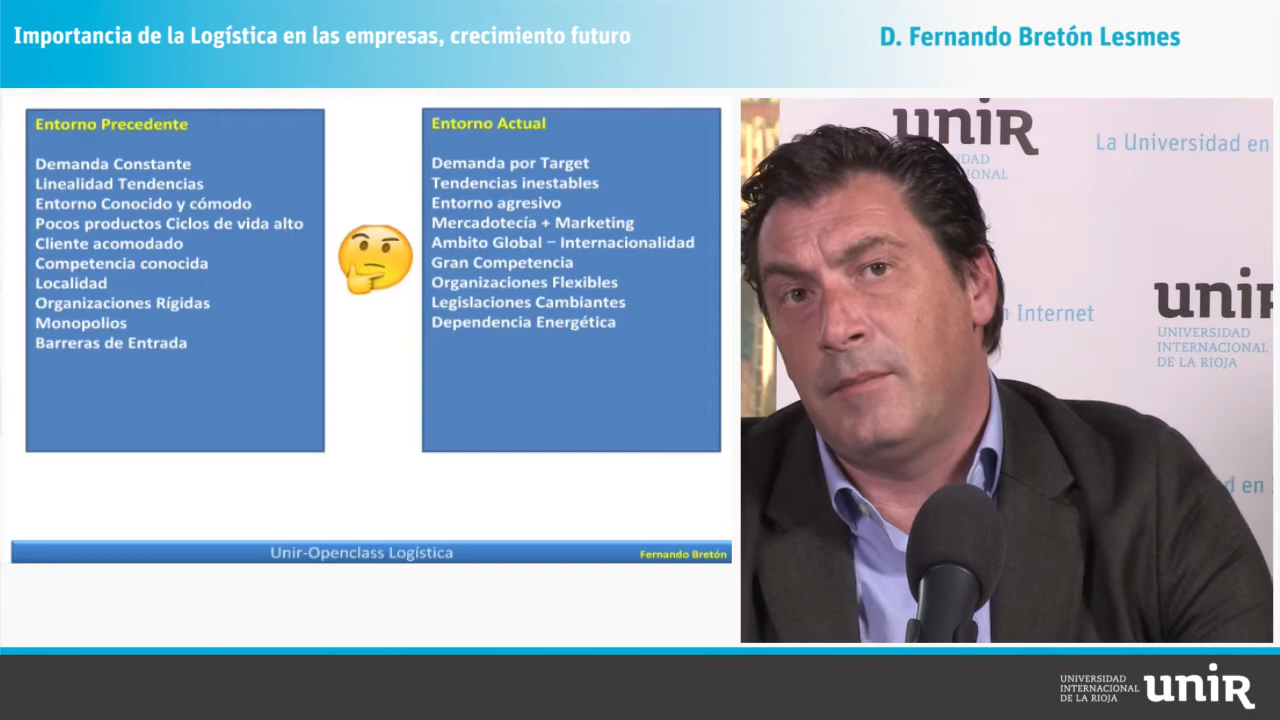 Importancia de la Logística en las empresas, crecimiento futuro
D. Fernando Bretón Lesmes
Entorno Precedente
Demanda Constante
Linealidad Tendencias
Entorno Conocido y cómodo
Pocos productos Ciclos de vida alto
Cliente acomodado
Competencia conocida
Localidad
Organizaciones Rígidas
Monopolios
Barreras de Entrada
Entorno Actual
Demanda por Target
Tendencias inestables
Entorno agresivo
Mercadotecía + Marketing
Ambito Global – Internacionalidad
Gran Competencia
Organizaciones Flexibles
Legislaciones Cambiantes
Dependencia Energética
Unir-Openclass Logística
Fernando Bretón
unir
DAD
IONAL
La Universidad en
n Internet
unir
UNIVERSIDAD
INTERNACIONAL
DE LA RIOJA
d en
UNIVERSIDAD
INTERNACIONAL
DE LA RIOJA
unir